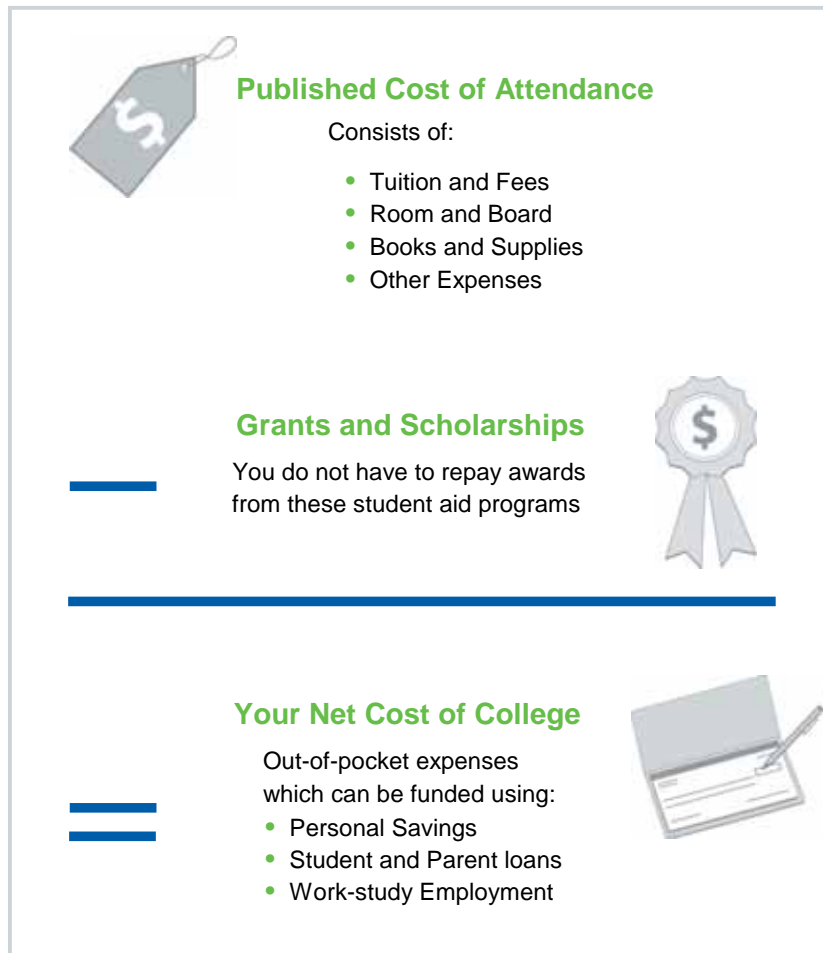 $
Published Cost of Attendance
Consists of:
• Tuition and Fees
• Room and Board
• Books and Supplies
• Other Expenses
Grants and Scholarships
$
You do not have to repay awards
from these student aid programs
Your Net Cost of College
Out-of-pocket expenses
which can be funded using:
• Personal Savings
• Student and Parent loans
• Work-study Employment